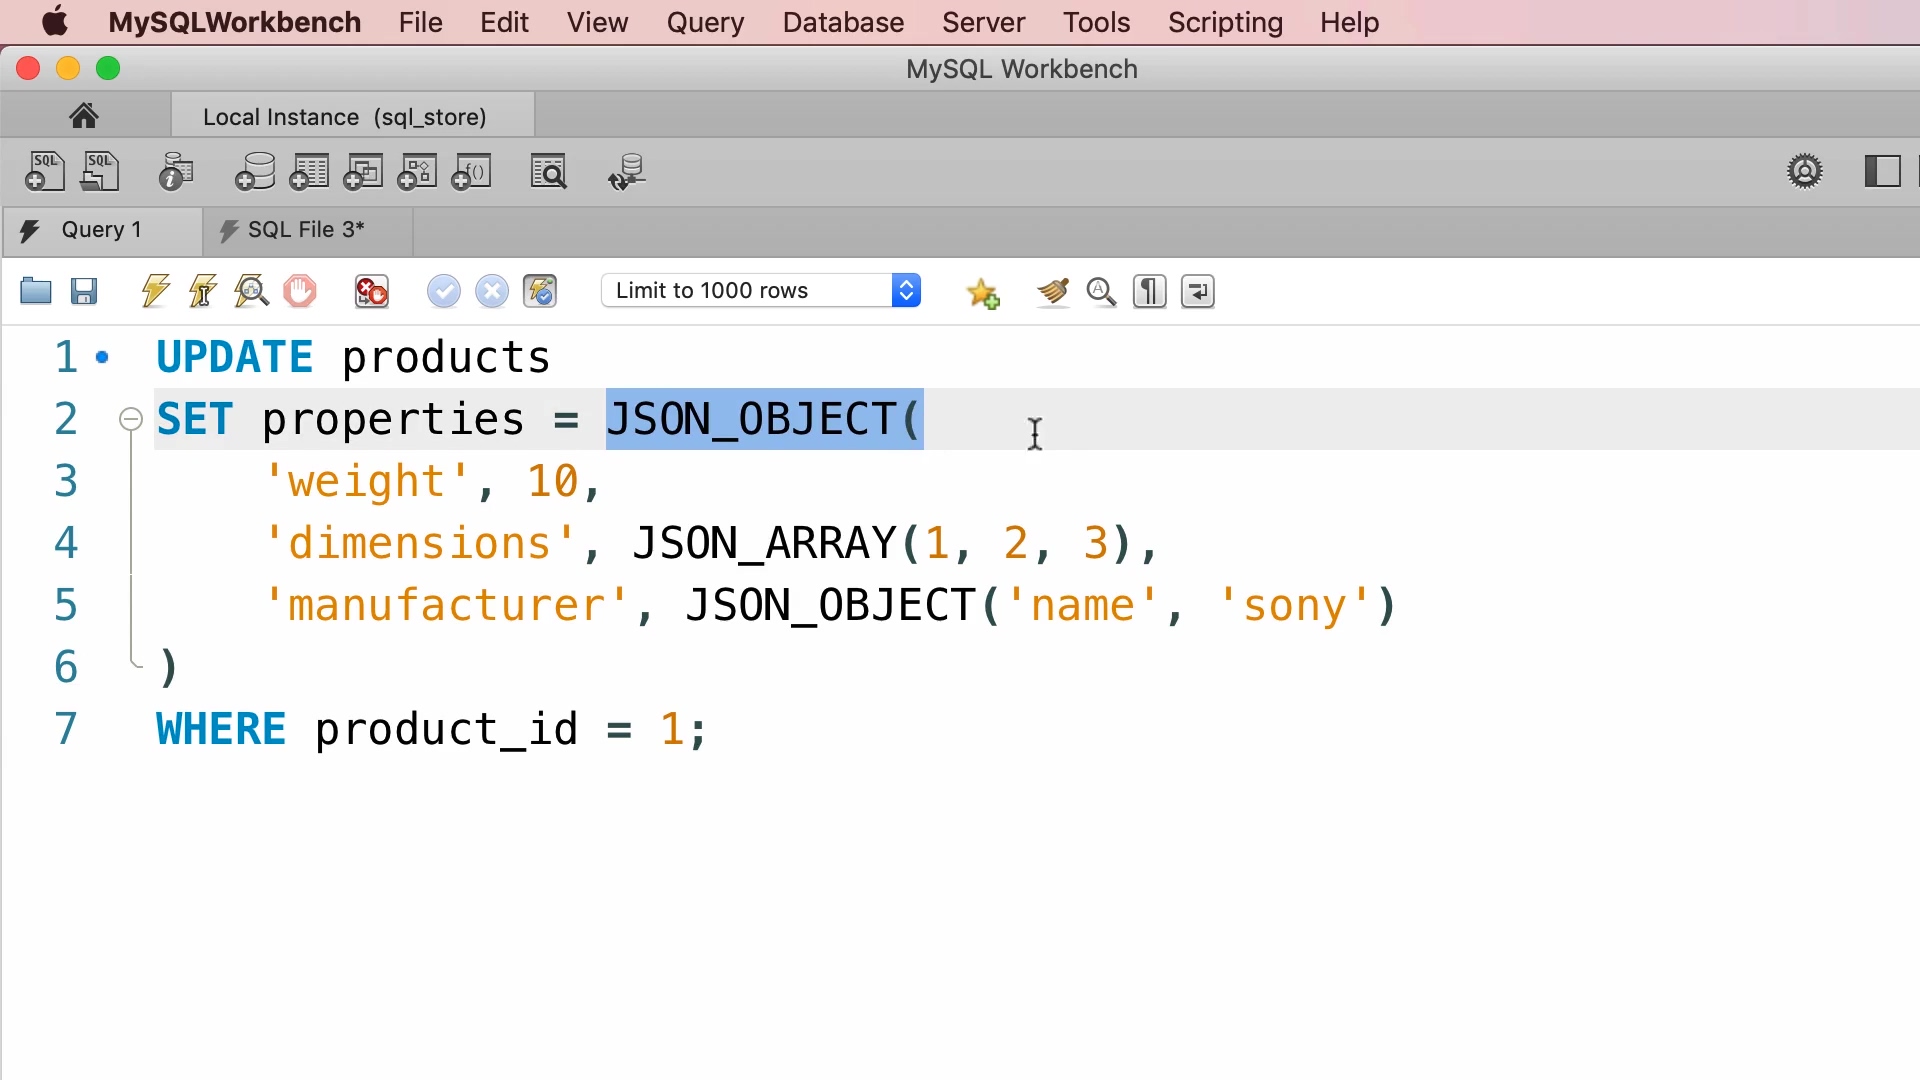 MySQLWorkbench File Edit View Query Database Server Tools Scripting Help
MySQL Workbench
Local Instance (sql_store)
SQL SQL
Query 1 SQL File 3*
Limit to 1000 rows
1 UPDATE products
2 SET properties = JSON_OBJECT(
3 'weight', 10,
4 'dimensions', JSON_ARRAY(1, 2, 3),
5 'manufacturer', JSON_OBJECT('name', 'sony')
6 )
7 WHERE product_id = 1;